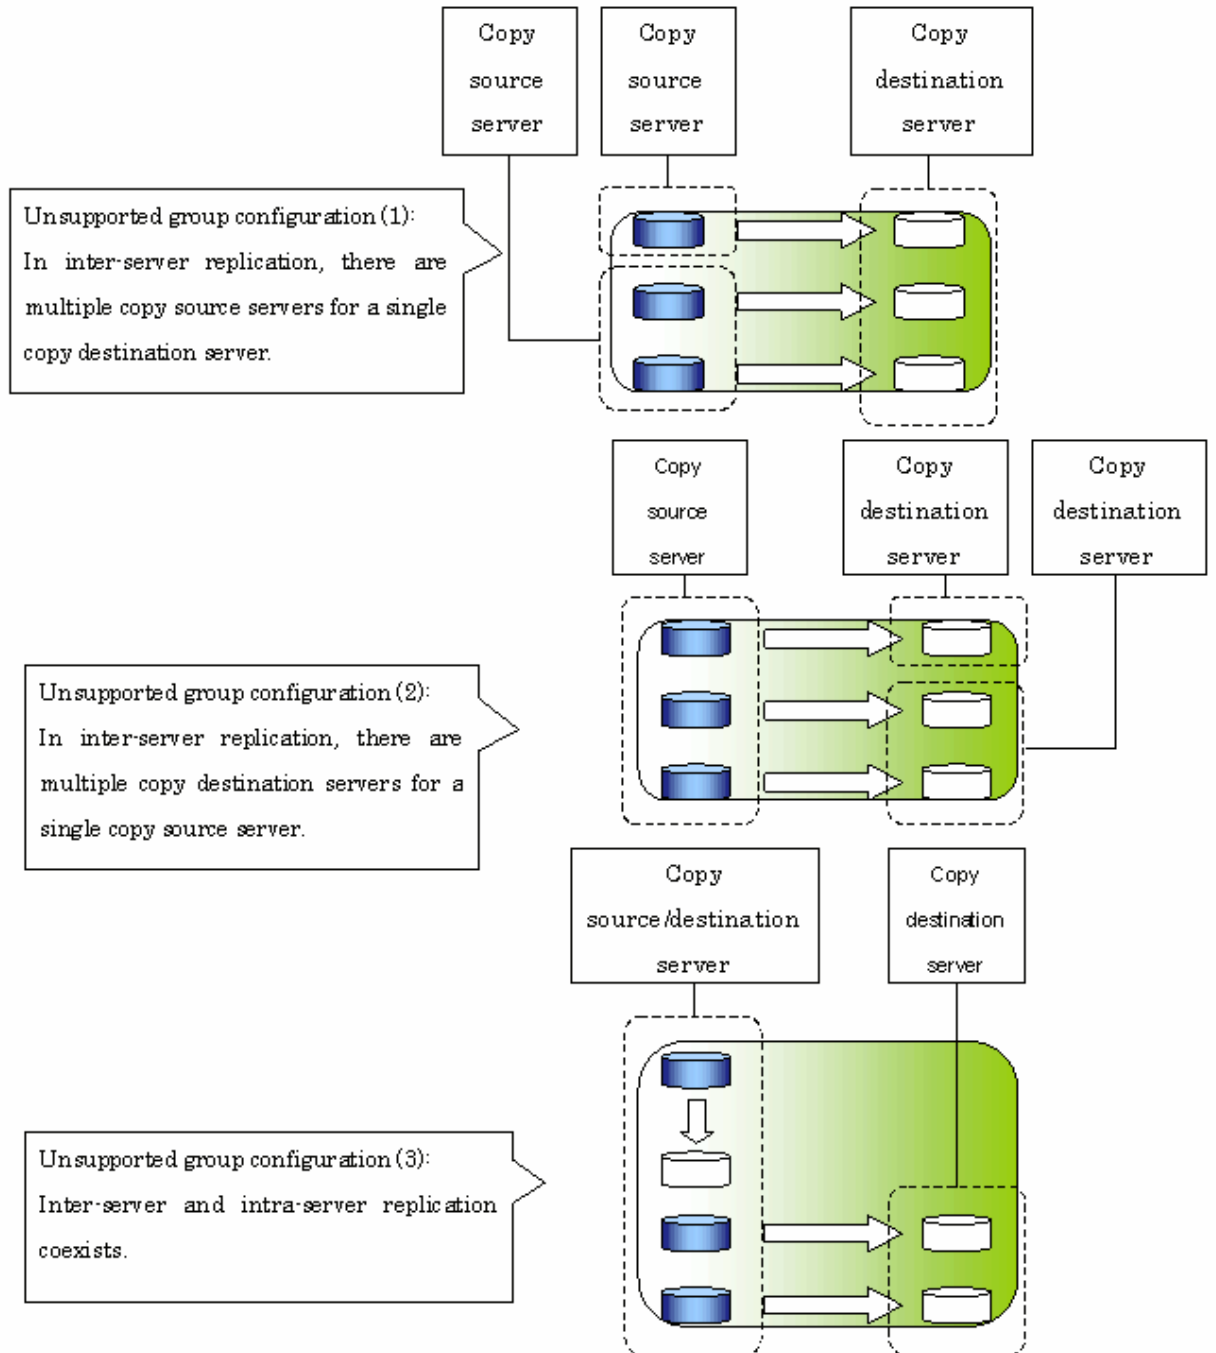 Copy
source
server
Copy
source
server
Copy
destination
server
Unsupported group configuration (1):
In inter-server replication, there are
multiple copy source servers for a single
copy destination server.
Copy
source
server
Copy
destination
server
Copy
destination
server
Unsupported group configuration (2):
In inter-server replication, there are
multiple copy destination servers for a
single copy source server.
Copy
source/destination
server
Copy
destination
server
Unsupported group configuration (3):
Inter-server and intra-server replication
coexists.